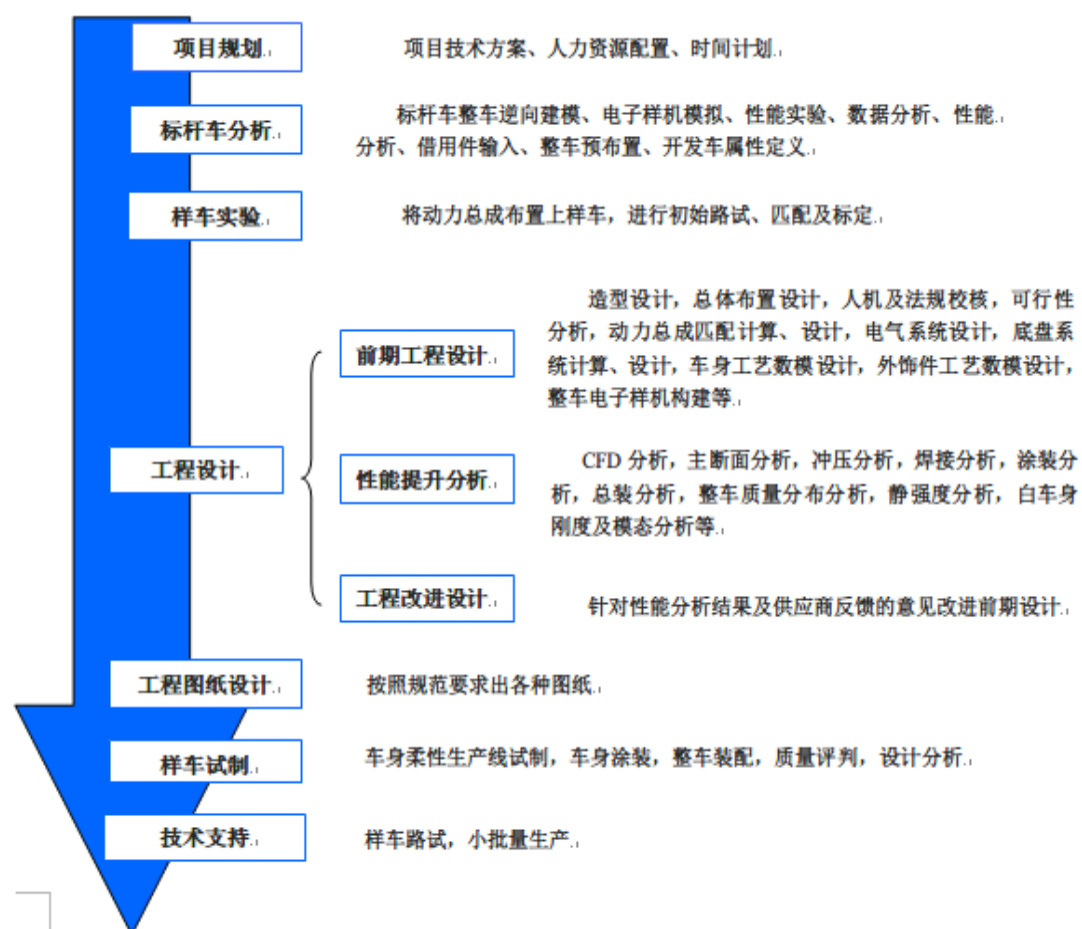 项目规划
项目技术方案、人力资源配置、时间计划.
标杆车分析
标杆车整车逆向建模、电子样机模拟、性能实验、数据分析、性能
分析、借用件输入、整车预布置、开发车属性定义.
样车实验
将动力总成布置上样车，进行初始路试、匹配及标定.
工程设计
前期工程设计
造型设计，总体布置设计，人机及法规校核，可行性
分析，动力总成匹配计算、设计，电气系统设计，底盘系
统计算、设计，车身工艺数模设计，外饰件工艺数模设计，
整车电子样机构建等.
性能提升分析
CFD 分析，主断面分析，冲压分析，焊接分析，涂装分
析，总装分析，整车质量分布分析，静强度分析，白车身
刚度及模态分析等.
工程改进设计
针对性能分析结果及供应商反馈的意见改进前期设计.
工程图纸设计
按照规范要求出各种图纸.
样车试制
车身柔性生产线试制，车身涂装，整车装配，质量评判，设计分析.
技术支持
样车路试，小批量生产.